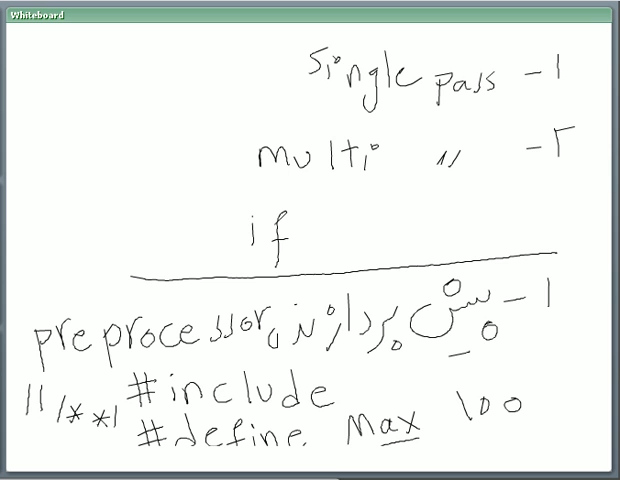 Whiteboard
single pass -۱
multi " -۲
if
۱- پیش پردازنده preprocessor
// /* */ #include
#define Max 100